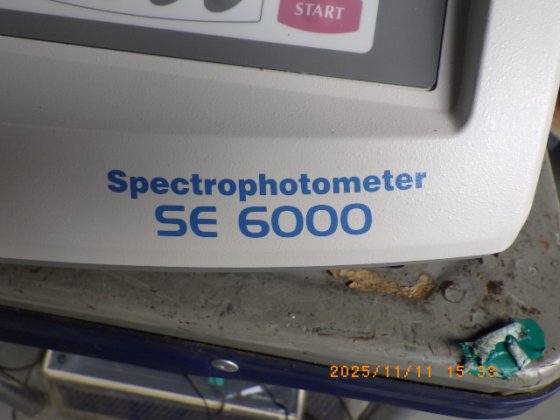 START
Spectrophotometer
SE 6000
2025/11/11 15:33